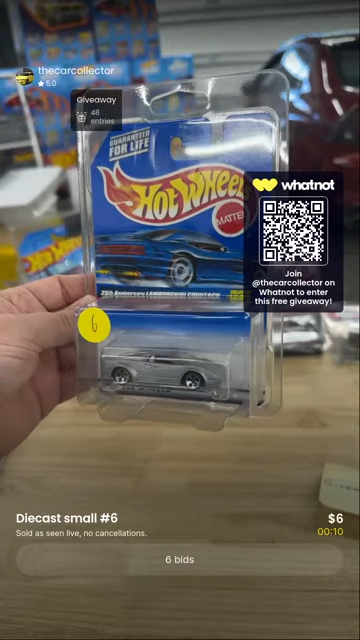 thecarcollector
5.0
Giveaway
48
entries
GUARANTEED
FOR LIFE
HOT WHEELS
MATTEL
25th Anniversary LAMBORGHINI COUNTACH
6
whatnot
Join
@thecarcollector on
Whatnot to enter
this free giveaway!
Diecast small #6
$6
Sold as seen live, no cancellations.
00:10
6 bids